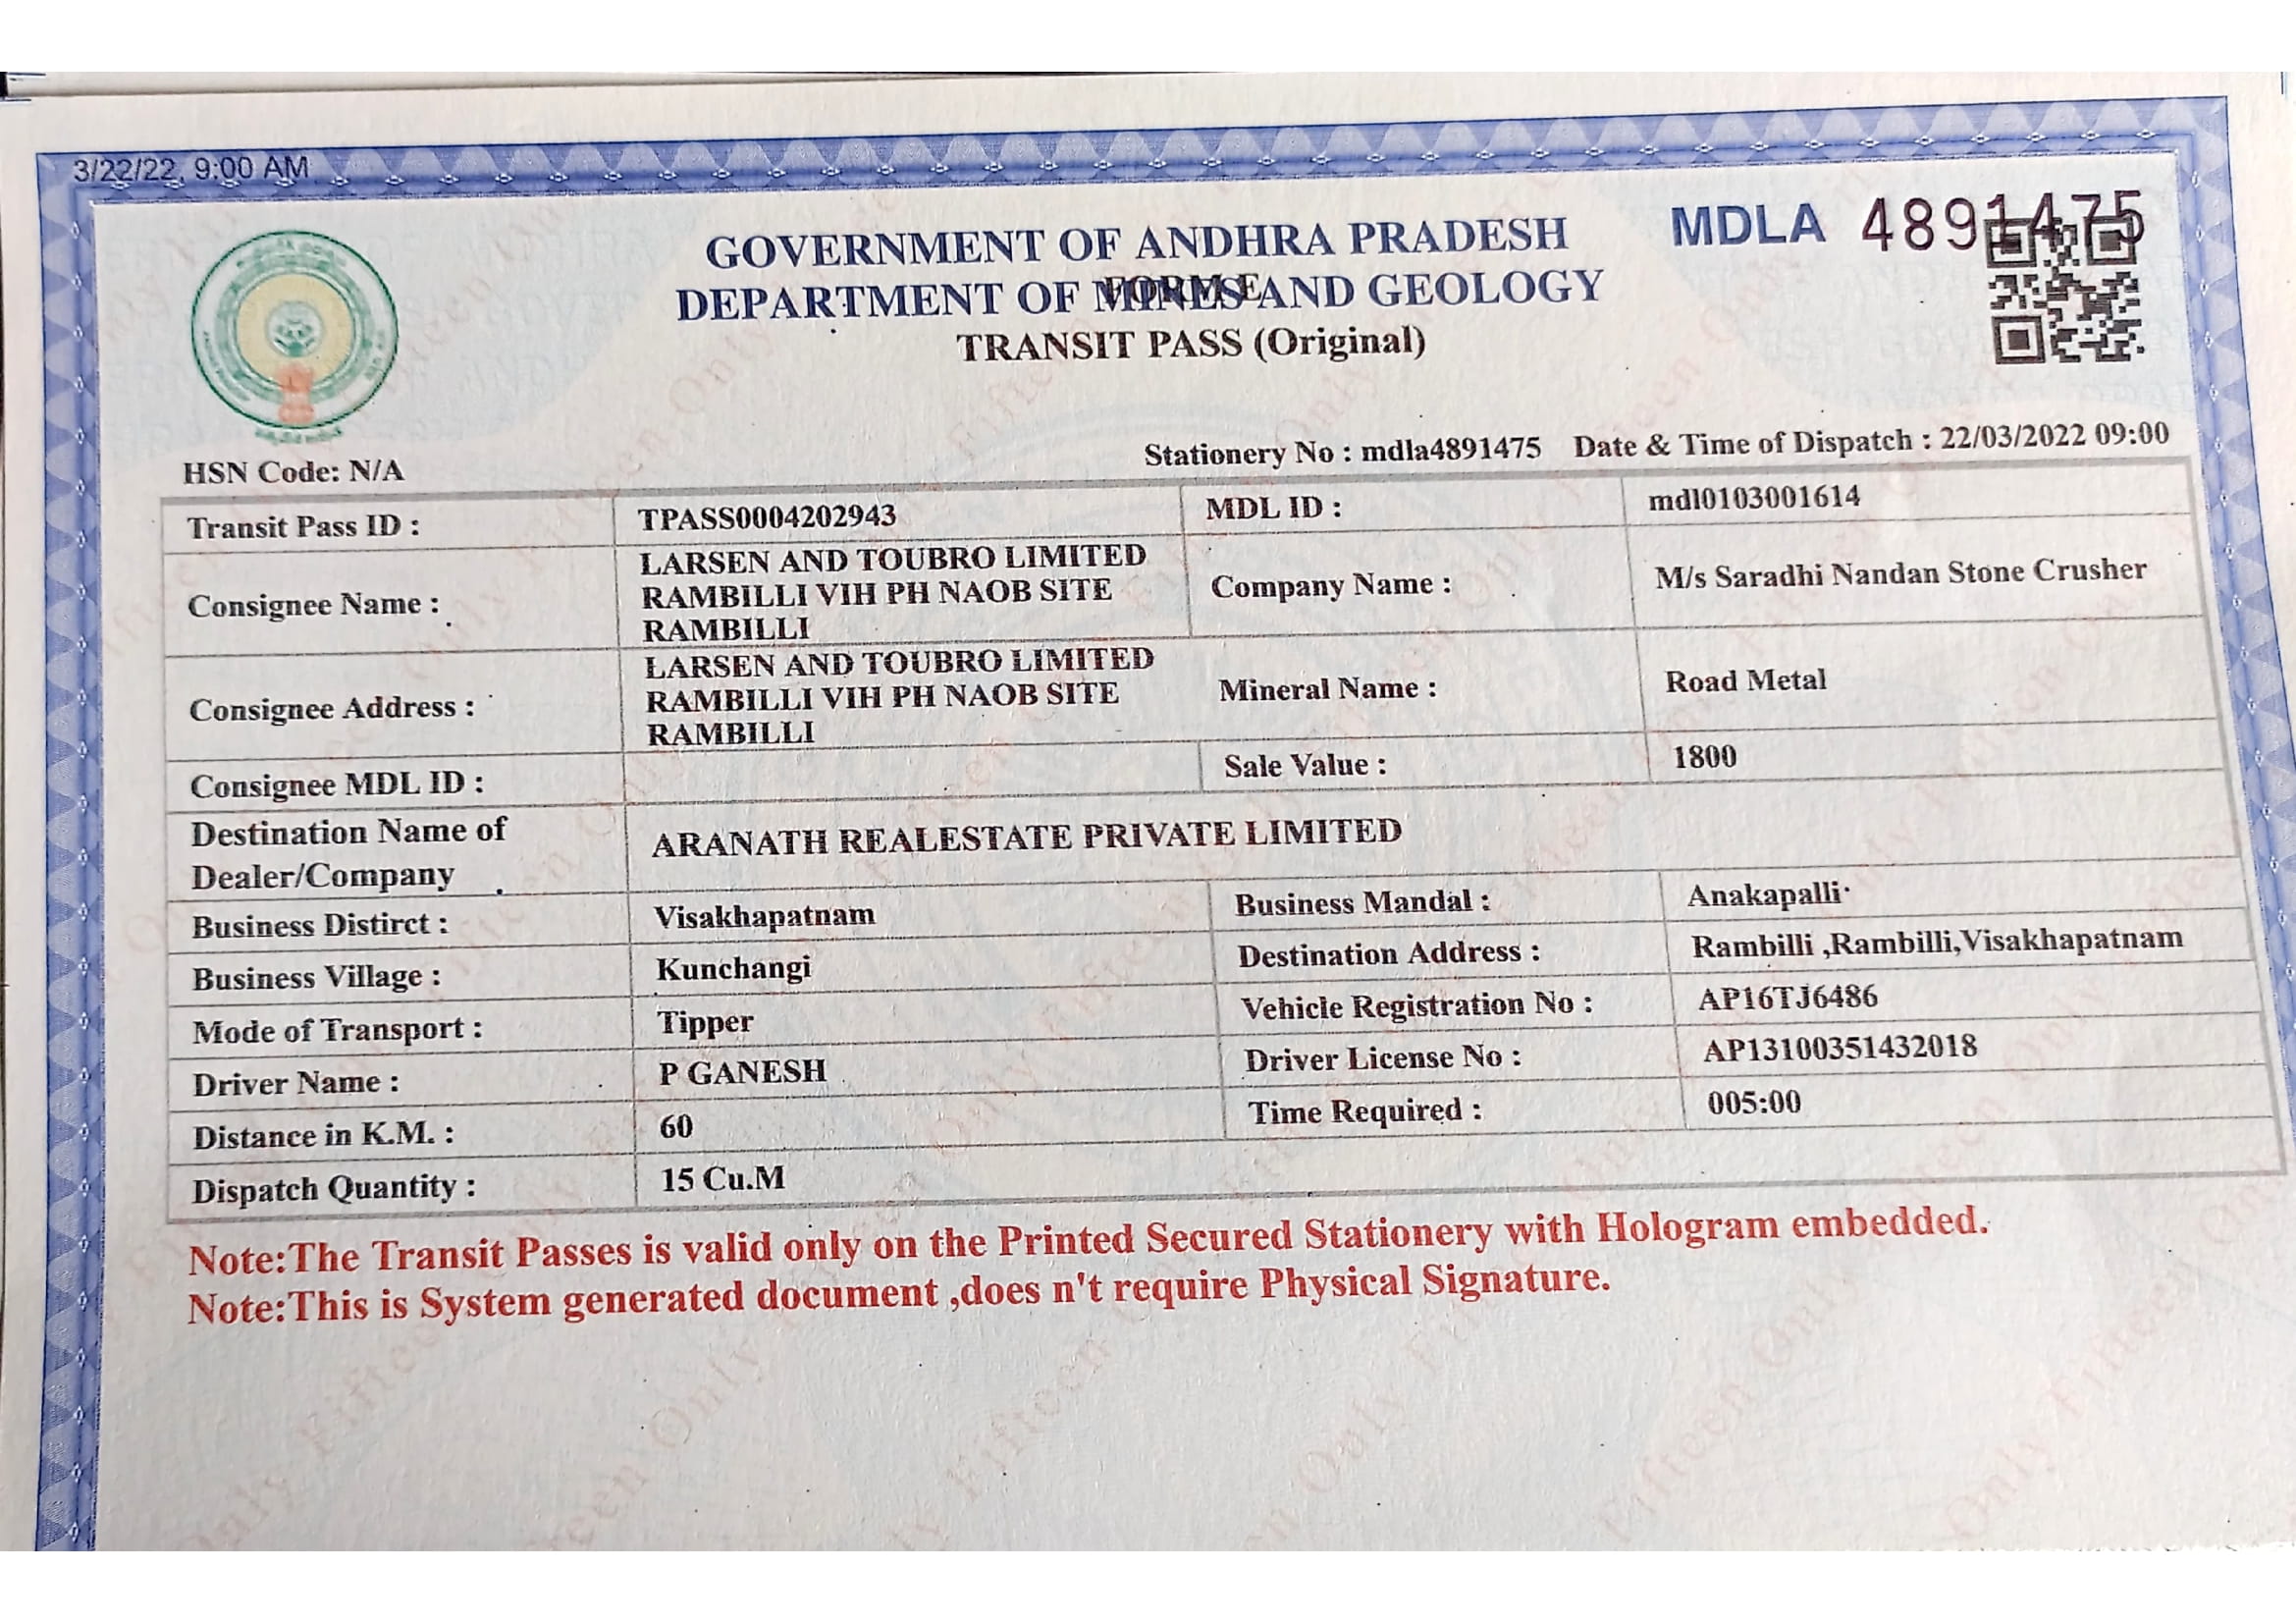 3/22/22, 9:00 AM
MDLA 4891475
GOVERNMENT OF ANDHRA PRADESH
FORM E
DEPARTMENT OF MINES AND GEOLOGY
TRANSIT PASS (Original)
HSN Code: N/A
Stationery No : mdla4891475 Date & Time of Dispatch : 22/03/2022 09:00
Transit Pass ID : TPASS0004202943 MDL ID : mdl0103001614
Consignee Name : LARSEN AND TOUBRO LIMITED
RAMBILLI VIH PH NAOB SITE
RAMBILLI
Company Name : M/s Saradhi Nandan Stone Crusher
Consignee Address : LARSEN AND TOUBRO LIMITED
RAMBILLI VIH PH NAOB SITE
RAMBILLI
Mineral Name : Road Metal
Consignee MDL ID : Sale Value : 1800
Destination Name of
Dealer/Company
ARANATH REALESTATE PRIVATE LIMITED
Business Distirct : Visakhapatnam Business Mandal : Anakapalli
Business Village : Kunchangi Destination Address : Rambilli ,Rambilli,Visakhapatnam
Mode of Transport : Tipper Vehicle Registration No : AP16TJ6486
Driver Name : P GANESH Driver License No : AP13100351432018
Distance in K.M. : 60 Time Required : 005:00
Dispatch Quantity : 15 Cu.M
Note:The Transit Passes is valid only on the Printed Secured Stationery with Hologram embedded.
Note:This is System generated document ,does n't require Physical Signature.